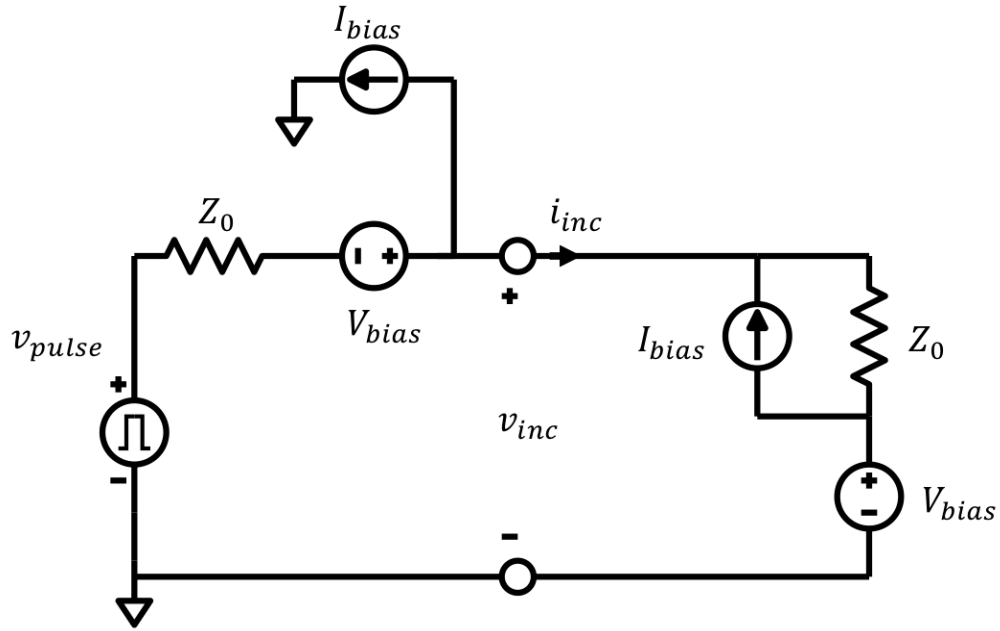 I_bias
Z_0
i_inc
+
V_bias
I_bias
Z_0
v_pulse
+
v_inc
-
+
-
V_bias
-